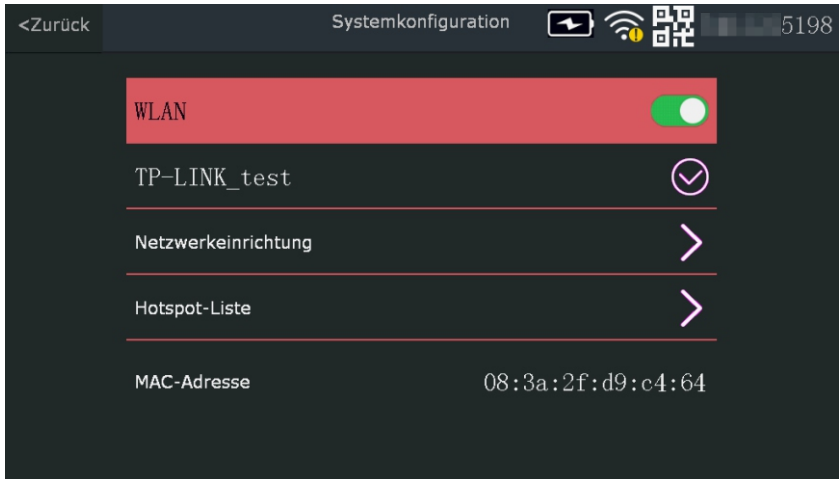 <Zurück
Systemkonfiguration
5198
WLAN
TP-LINK_test
Netzwerkeinrichtung
Hotspot-Liste
MAC-Adresse 08:3a:2f:d9:c4:64